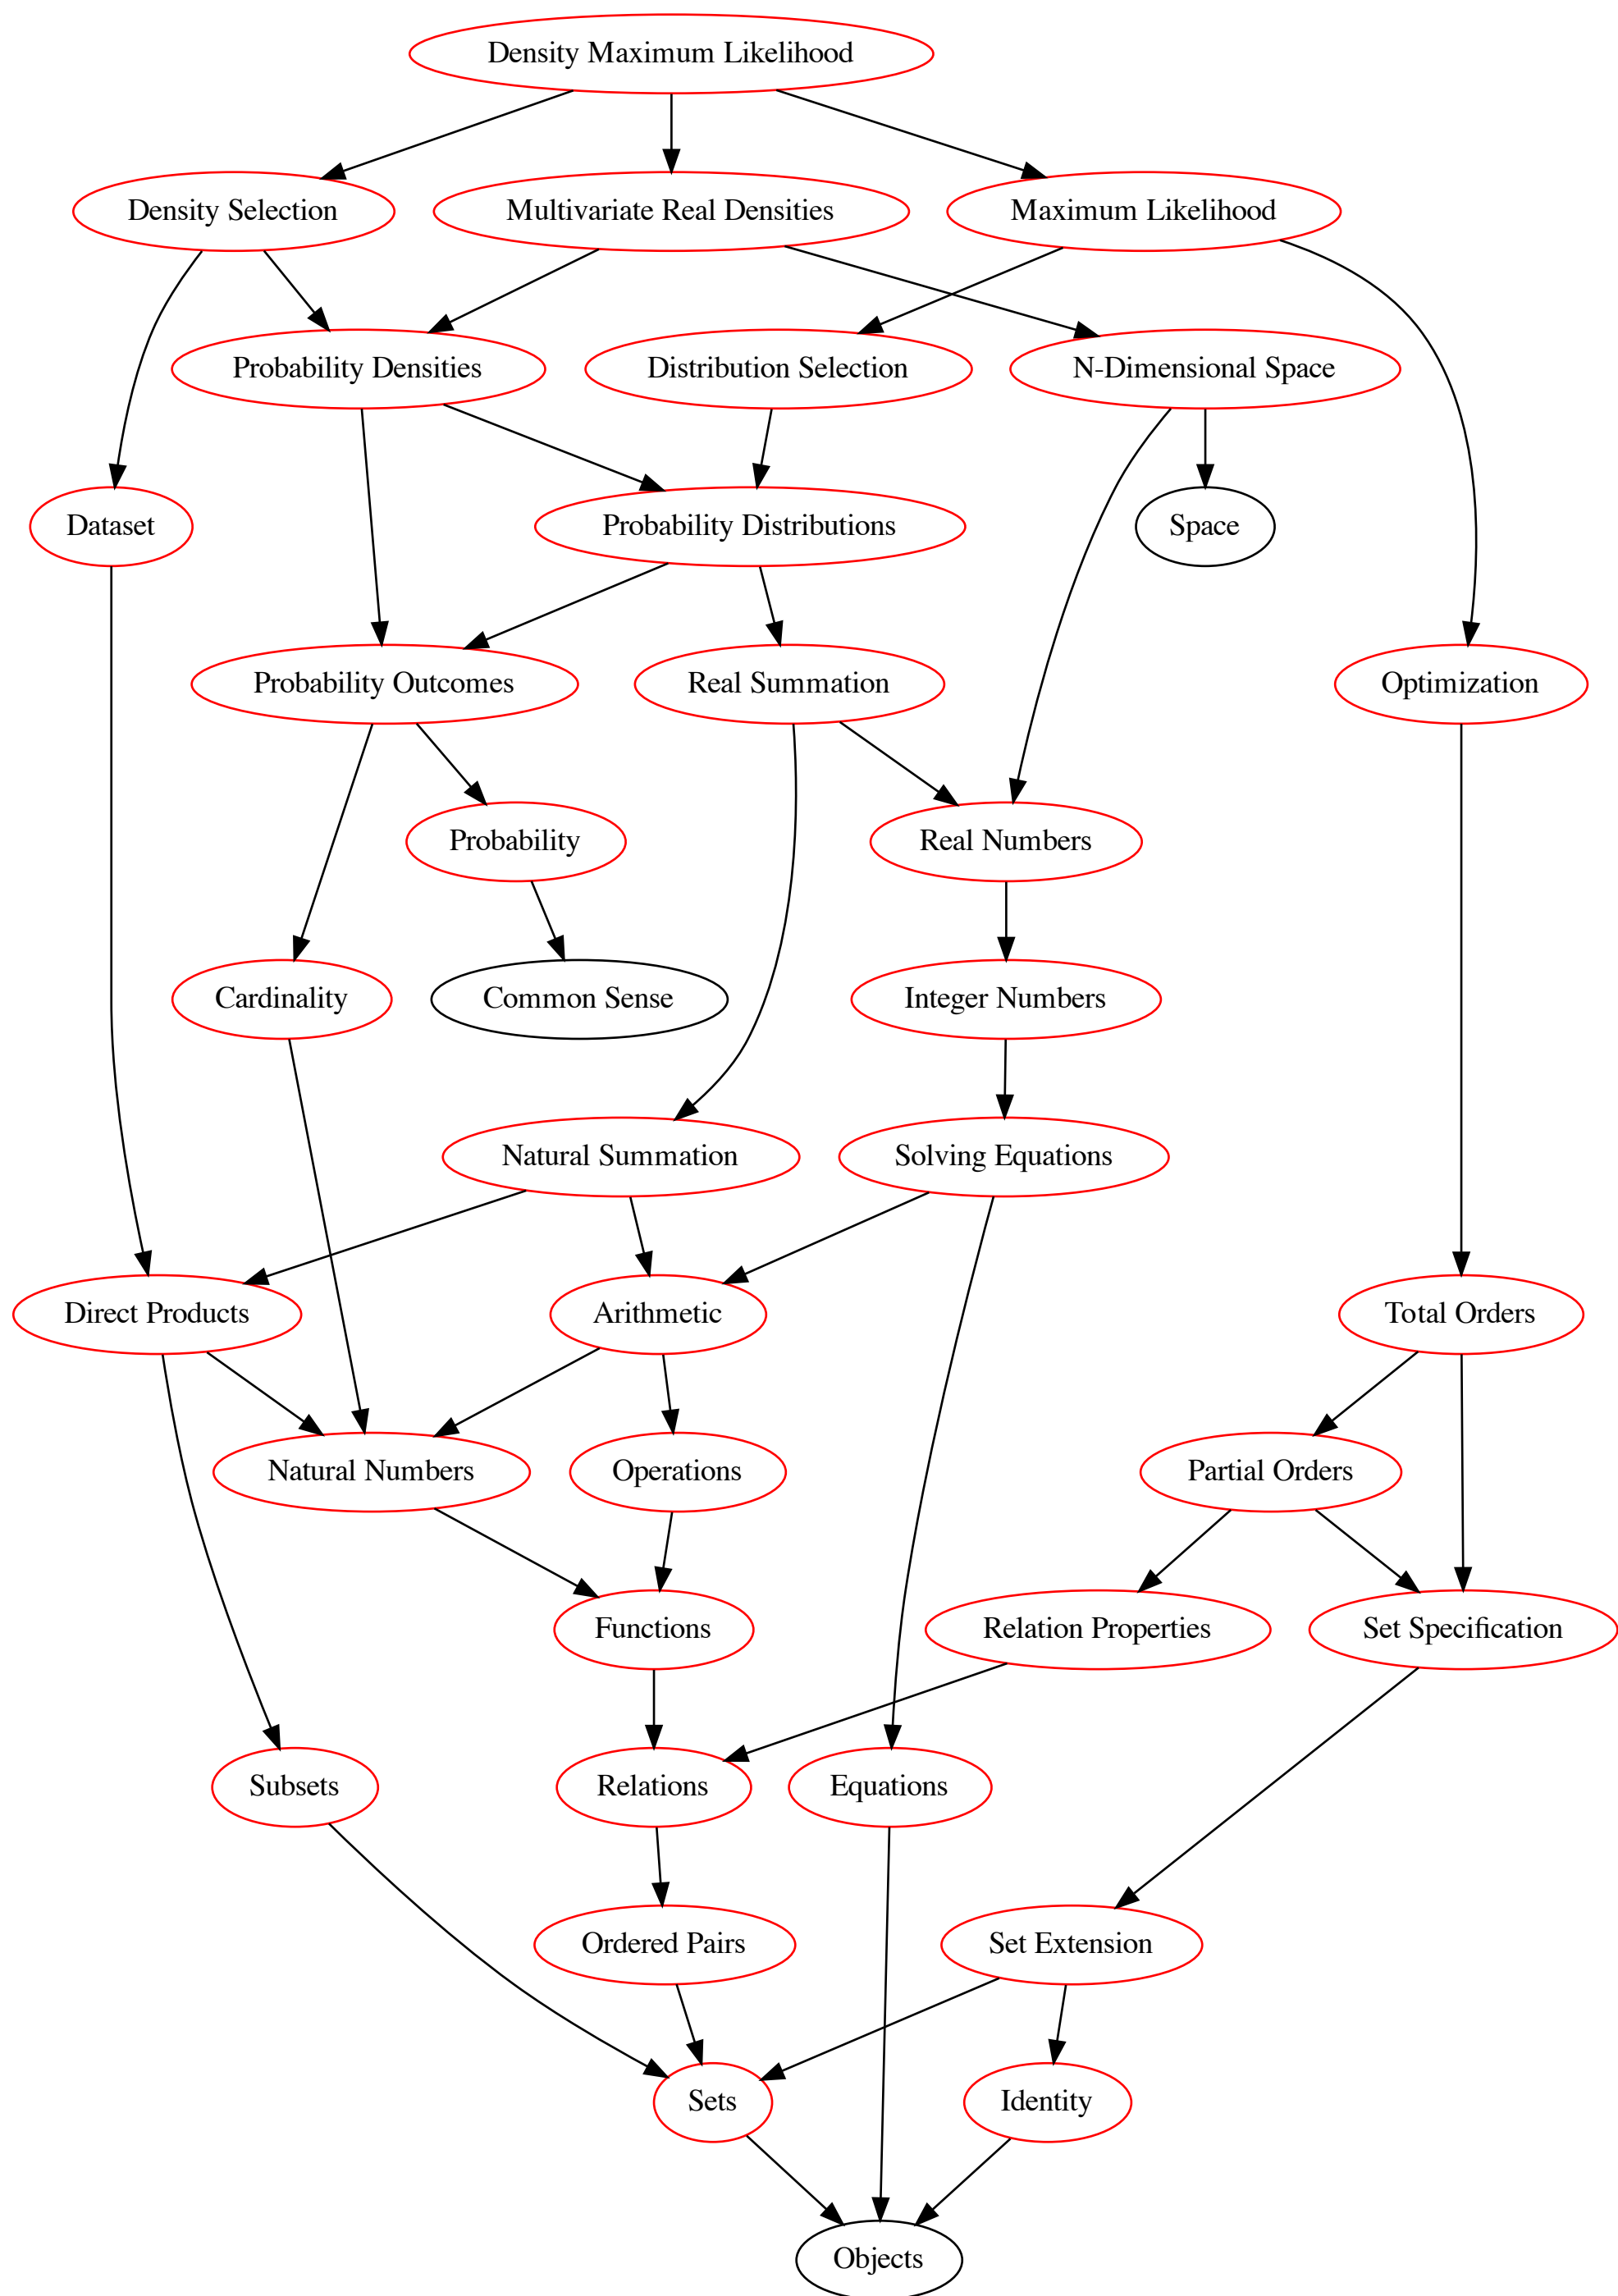 Density Maximum Likelihood
Density Selection
Multivariate Real Densities
Maximum Likelihood
Probability Densities
Distribution Selection
N-Dimensional Space
Dataset
Probability Distributions
Space
Probability Outcomes
Real Summation
Optimization
Probability
Real Numbers
Cardinality
Common Sense
Integer Numbers
Natural Summation
Solving Equations
Direct Products
Arithmetic
Total Orders
Natural Numbers
Operations
Partial Orders
Functions
Relation Properties
Set Specification
Subsets
Relations
Equations
Ordered Pairs
Set Extension
Sets
Identity
Objects